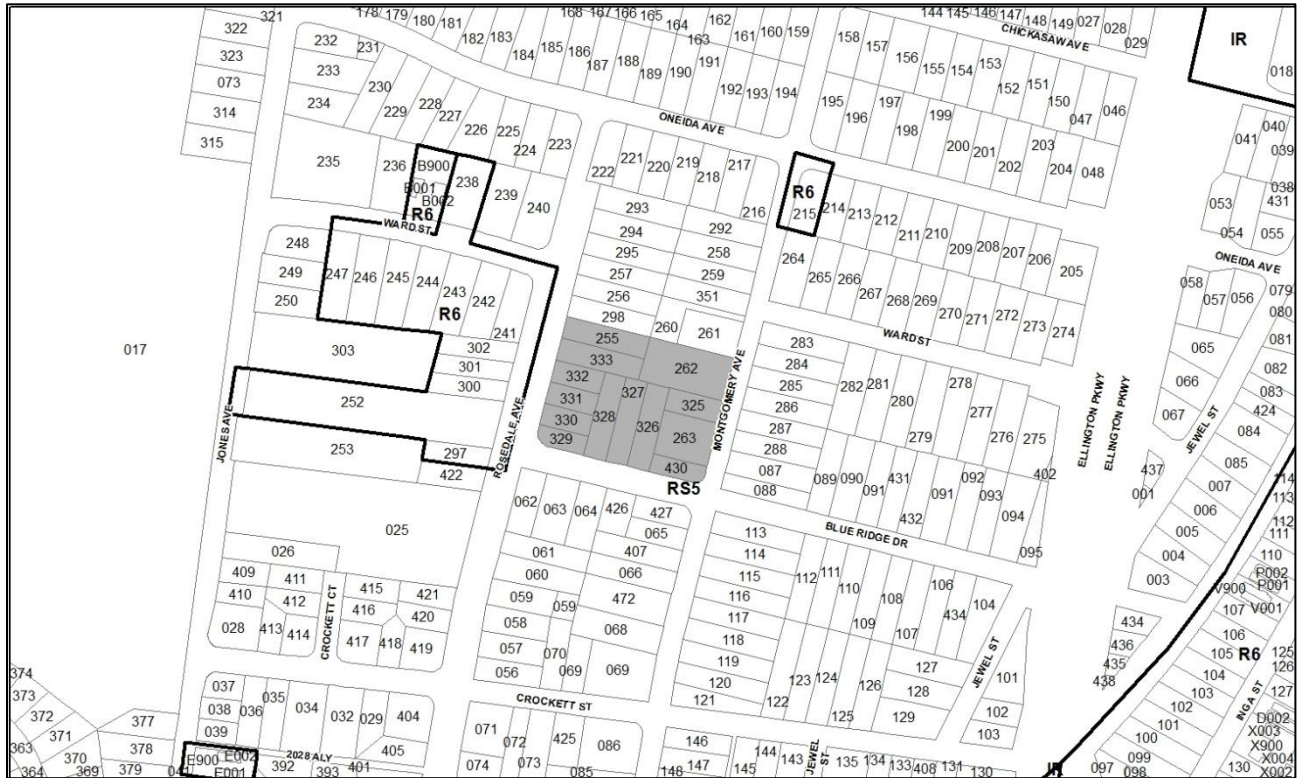 321 178 179 180 181 182 183 184 185 186 187 188 189 190 191 192 193 194
168 167 166 165 164 163 162 161 160 159
144 145 146 147 148 149 027 028 029
CHICKASAW AVE
IR
018
322
323
073
314
315
232 231
233
234
230 229 228 227 226 225 224 223
158 157 156 155 154 153 152 151 150 047 046
195 196 197 198 199 200 201 202 203 204 048
ONEIDA AVE
041 040 039 038
053 054 431 055
235 236 B900 B001 B002 238 239 240
R6
WARD ST
222 221 220 219 218 217 216
R6
215 214 213 212 211 210 209 208 207 206 205
ONEIDA AVE
293 292
294 258
295 259
257 351
256
298 260 261
264 265 266 267 268 269 270 271 272 273 274
WARD ST
058 057 056 079 080
065 081
066 082
067 083
424
084
085
248
249
250
247 246 245 244 243 242 241
R6
302
301
300
303
017
252
253
297
422
JONES AVE
ROSEDALE AVE
MONTGOMERY AVE
255
333 262
332 327 325
331 328 326 263
330
329 430
RS5
283
284
285
286
287
288
087
088
282 281 280 279 278 277 276 275
402
089 090 091 431 432 091 092 093 094 095
ELLINGTON PKWY
ELLINGTON PKWY
JEWEL ST
437
001
007
006
005
004
003
114
113
112
111
110
P002
P001
V900
V001
107
106
105
R6
104
103
102
101
100
099
098
097
125
126
127
INGA ST
D002
X003
X900
X004
X002
130
025
062 063 064 426 427
065
061 407
060 066
059 059 472
058 068
057 070
056 069 069
BLUE RIDGE DR
113
114
115
116
117
118
119
120
121
112 111 110 109 108 107 106 434 104
122 123 124 125 126
127
128
129
JEWEL ST
101
102
103
434
436
435
438
026
409 411
410 412
028 413 414
CROCKETT CT
415 421
416 420
417 418 419
CROCKETT ST
374
373
372
371
363
370
369
377
378
379
041
037
038
039
036 035 034 032 029 404
405
2028 ALY
E900 E002
E001
392 393 401
071 072 425 086
074 073 085
146
147
148 145 144 143
JEWEL ST
135 134 133 408 131 130
IR